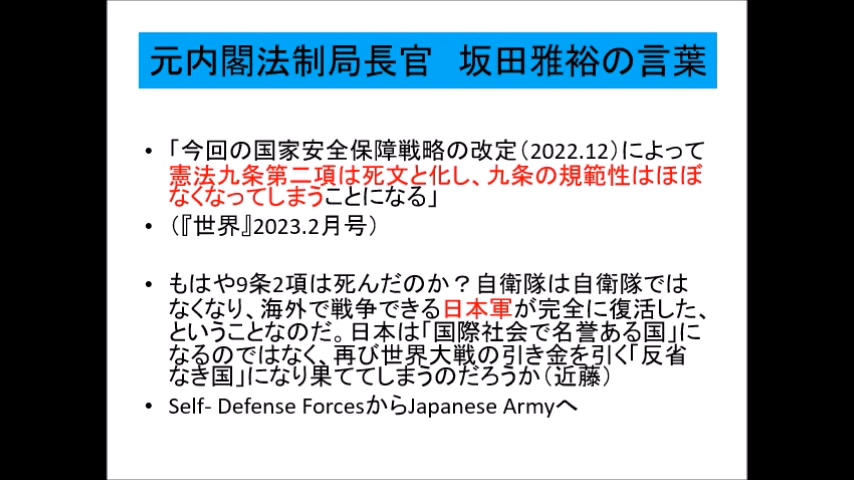 元内閣法制局長官　坂田雅裕の言葉
• 「今回の国家安全保障戦略の改定（2022.12）によって
憲法九条第二項は死文と化し、九条の規範性はほぼ
なくなってしまうことになる」
• （『世界』2023.2月号）
• もはや9条2項は死んだのか？自衛隊は自衛隊では
なくなり、海外で戦争できる日本軍が完全に復活した、
ということなのだ。日本は「国際社会で名誉ある国」に
なるのではなく、再び世界大戦の引き金を引く「反省
なき国」になり果ててしまうのだろうか（近藤）
• Self- Defense ForcesからJapanese Armyへ